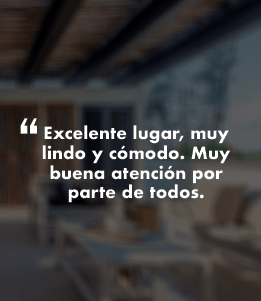 “ Excelente lugar, muy
lindo y cómodo. Muy
buena atención por
parte de todos.